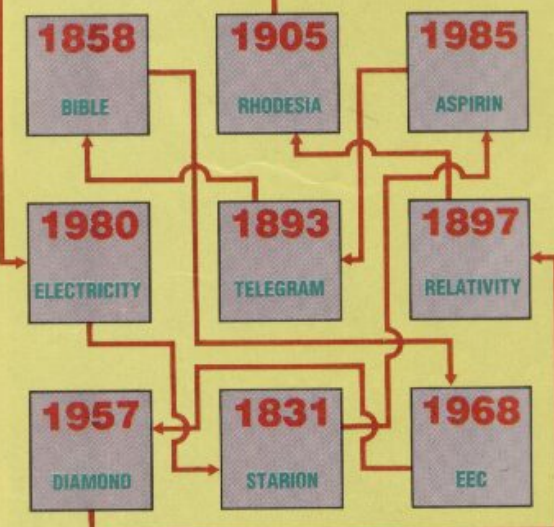 1858
BIBLE
1905
RHODESIA
1985
ASPIRIN
1980
ELECTRICITY
1893
TELEGRAM
1897
RELATIVITY
1957
DIAMOND
1831
STARION
1968
EEC